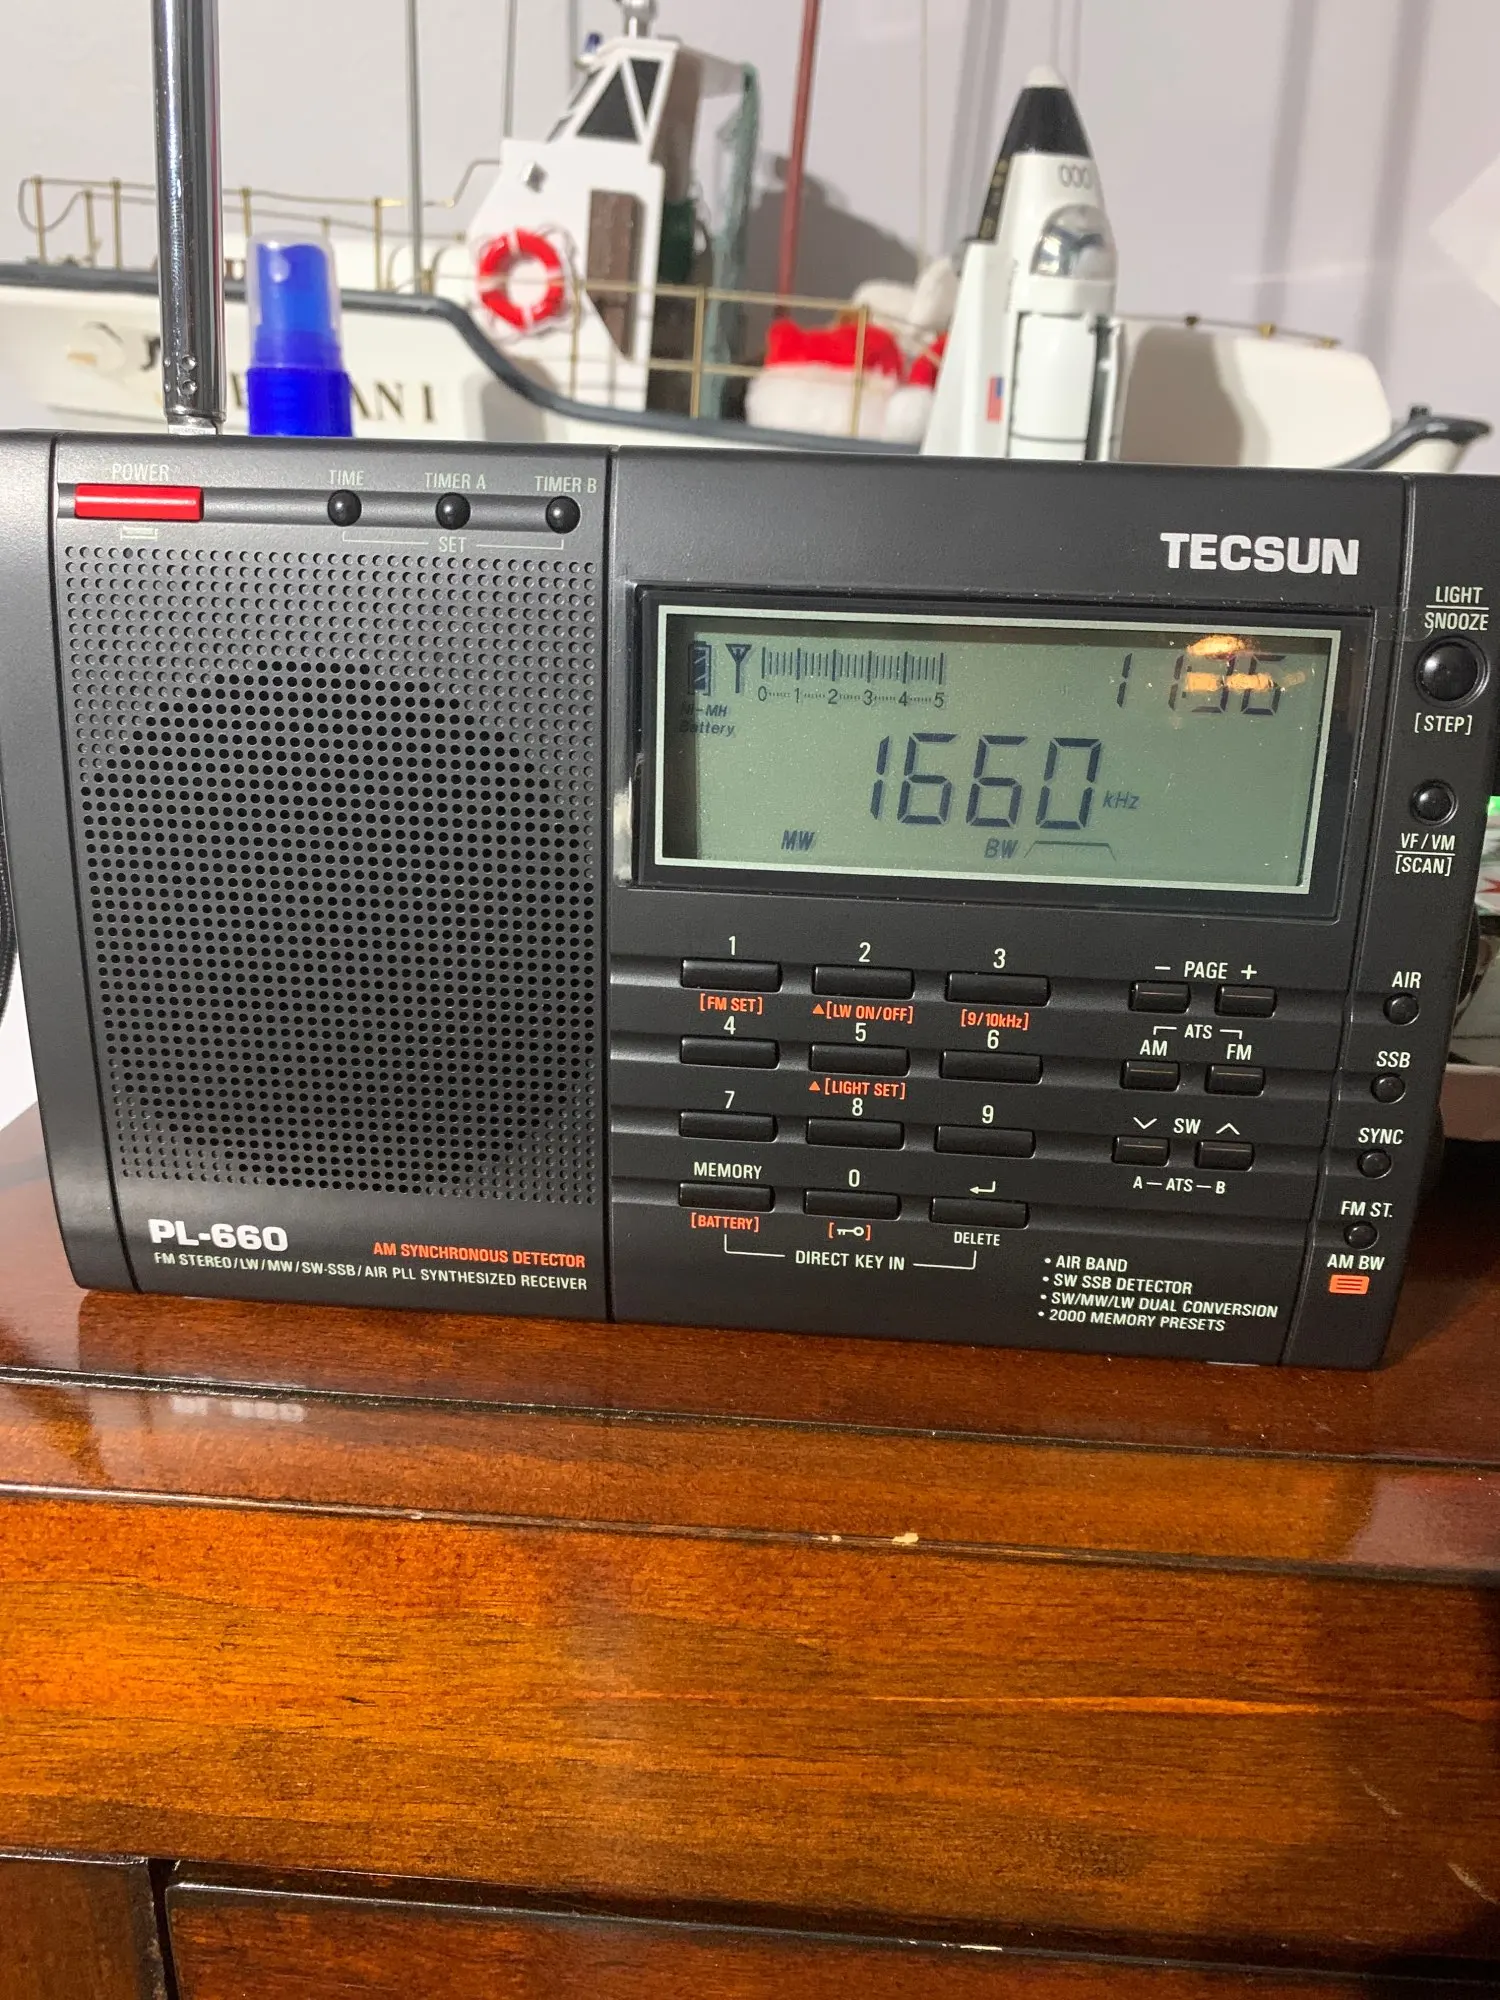 000
AN I
POWER
TIME
TIMER A
TIMER B
SET
TECSUN
LIGHT
SNOOZE
[STEP]
0 1 2 3 4 5
11:36
Ni-MH
Battery
1660 kHz
MW
BW
VF/VM
[SCAN]
1
2
3
- PAGE +
AIR
[FM SET]
▲[LW ON/OFF]
[9/10kHz]
ATS
4
5
6
AM
FM
SSB
▲[LIGHT SET]
7
8
9
SW
SYNC
MEMORY
0
A—ATS—B
[BATTERY]
DELETE
FM ST.
DIRECT KEY IN
AM BW
PL-660
AM SYNCHRONOUS DETECTOR
FM STEREO/LW/MW/SW-SSB/AIR PLL SYNTHESIZED RECEIVER
• AIR BAND
• SW SSB DETECTOR
• SW/MW/LW DUAL CONVERSION
• 2000 MEMORY PRESETS